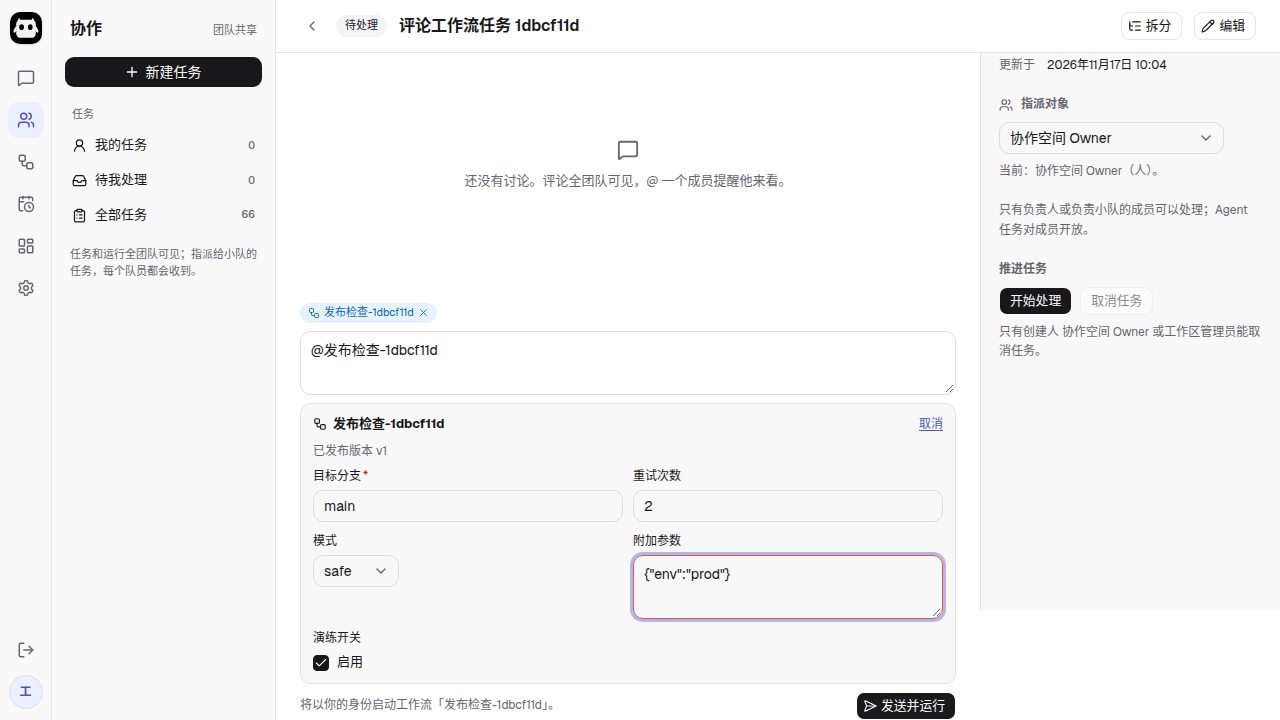 协作
团队共享
新建任务
任务
我的任务 0
待我处理 0
全部任务 66
任务和运行全团队可见；指派给小队的
任务，每个队员都会收到。
工
待处理 评论工作流任务 1dbcf11d
拆分
编辑
还没有讨论。评论全团队可见，@ 一个成员提醒他来看。
发布检查-1dbcf11d
@发布检查-1dbcf11d
发布检查-1dbcf11d
取消
已发布版本 v1
目标分支*
重试次数
main
2
模式
附加参数
safe
{"env":"prod"}
演练开关
启用
将以你的身份启动工作流「发布检查-1dbcf11d」。
发送并运行
更新于 2026年11月17日 10:04
指派对象
协作空间 Owner
当前：协作空间 Owner（人）。
只有负责人或负责小队的成员可以处理；Agent
任务对成员开放。
推进任务
开始处理
取消任务
只有创建人 协作空间 Owner 或工作区管理员能取
消任务。